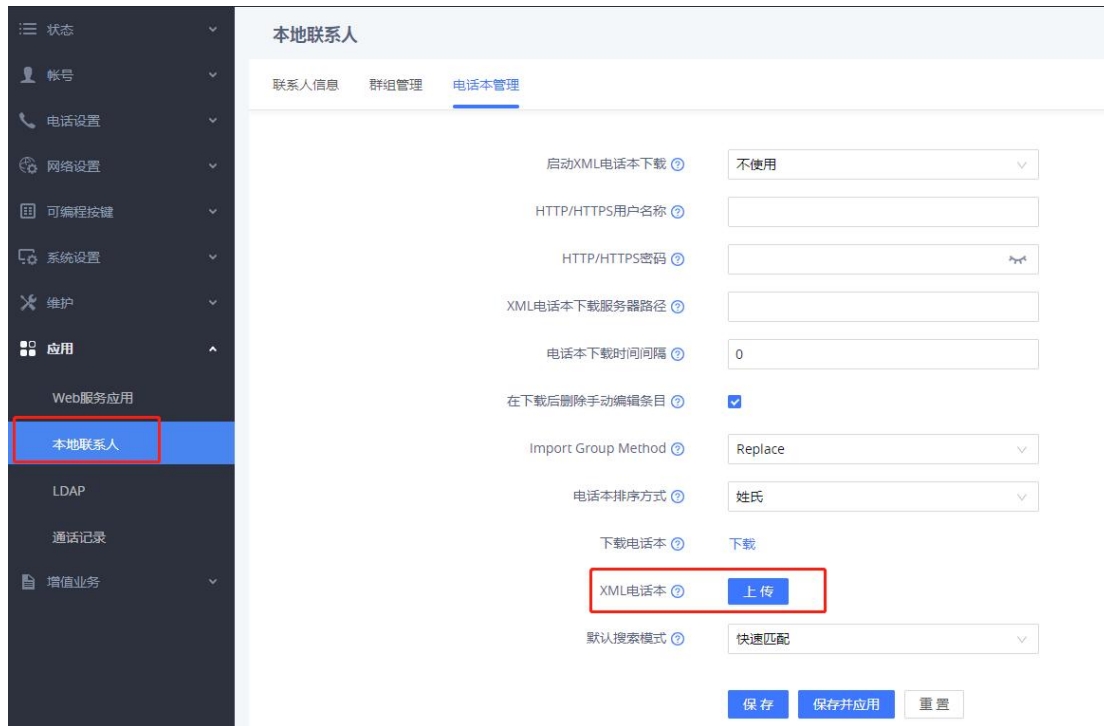 状态
帐号
电话设置
网络设置
可编程按键
系统设置
维护
应用
Web服务应用
本地联系人
LDAP
通话记录
增值业务
本地联系人
联系人信息 群组管理 电话本管理
启动XML电话本下载 不使用
HTTP/HTTPS用户名称
HTTP/HTTPS密码
XML电话本下载服务器路径
电话本下载时间间隔 0
在下载后删除手动编辑条目
Import Group Method Replace
电话本排序方式 姓氏
下载电话本 下载
XML电话本 上传
默认搜索模式 快速匹配
保存 保存并应用 重置